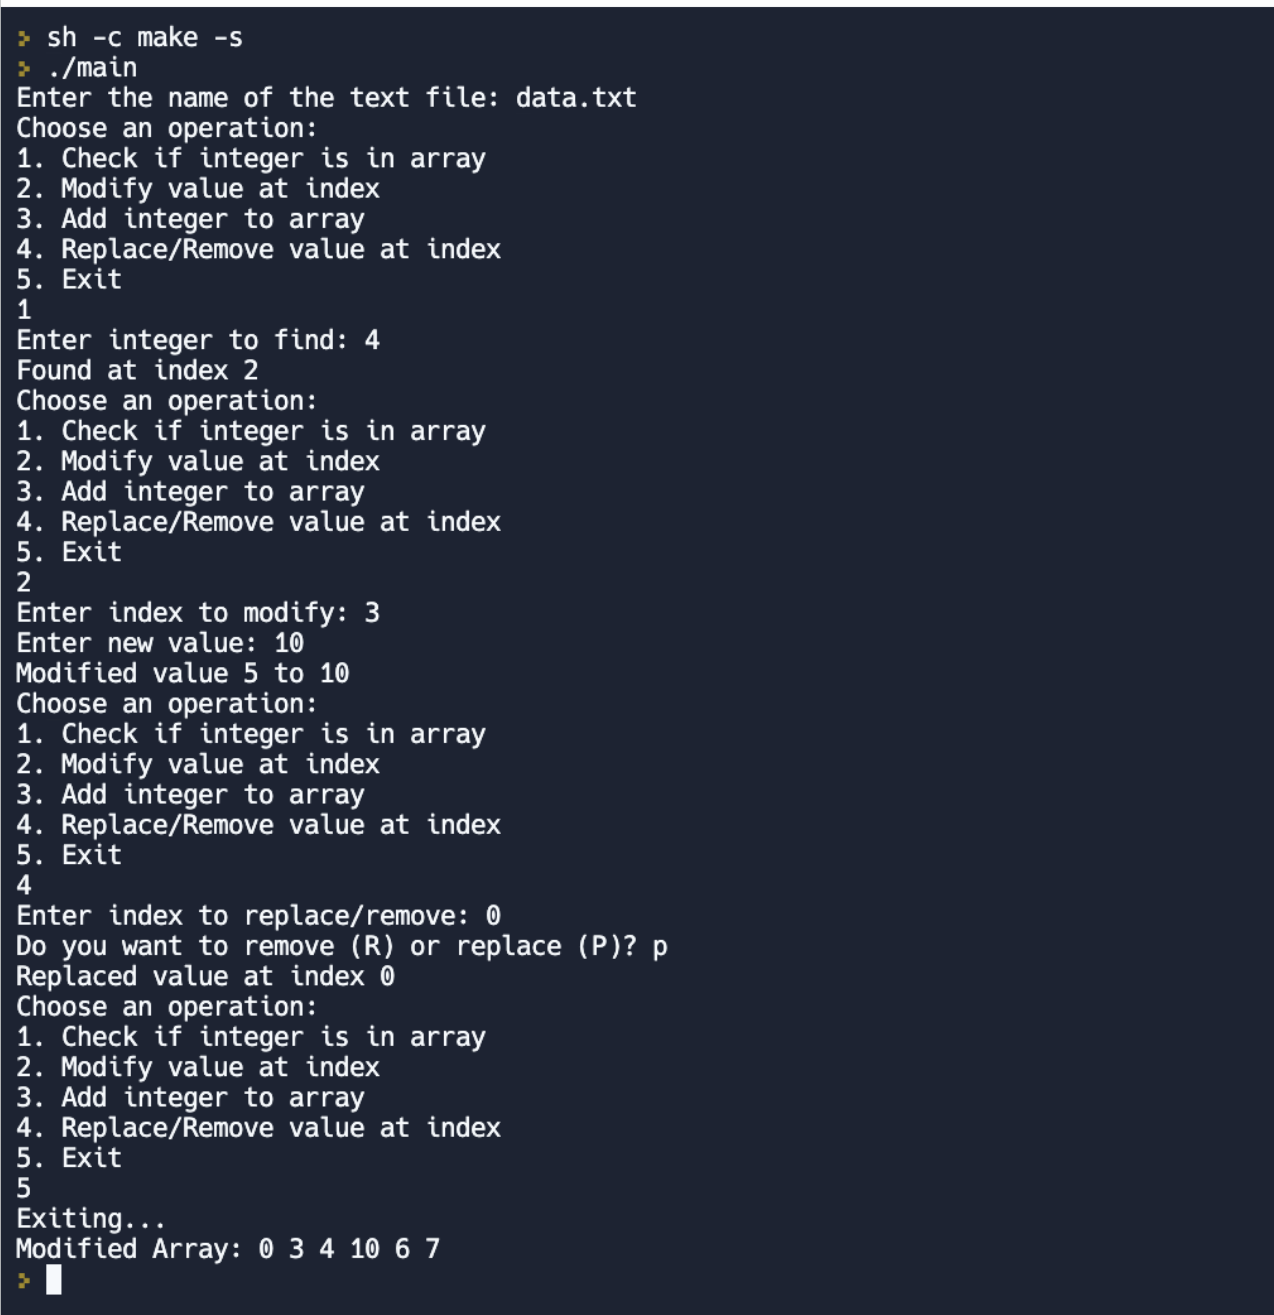 > sh -c make -s
> ./main
Enter the name of the text file: data.txt
Choose an operation:
1. Check if integer is in array
2. Modify value at index
3. Add integer to array
4. Replace/Remove value at index
5. Exit
1
Enter integer to find: 4
Found at index 2
Choose an operation:
1. Check if integer is in array
2. Modify value at index
3. Add integer to array
4. Replace/Remove value at index
5. Exit
2
Enter index to modify: 3
Enter new value: 10
Modified value 5 to 10
Choose an operation:
1. Check if integer is in array
2. Modify value at index
3. Add integer to array
4. Replace/Remove value at index
5. Exit
4
Enter index to replace/remove: 0
Do you want to remove (R) or replace (P)? p
Replaced value at index 0
Choose an operation:
1. Check if integer is in array
2. Modify value at index
3. Add integer to array
4. Replace/Remove value at index
5. Exit
5
Exiting...
Modified Array: 0 3 4 10 6 7
>